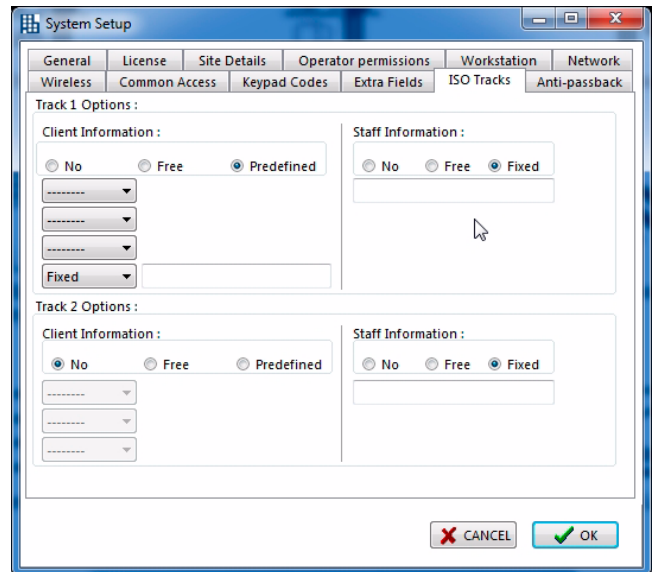 System Setup
General License Site Details Operator permissions Workstation Network
Wireless Common Access Keypad Codes Extra Fields ISO Tracks Anti-passback
Track 1 Options :
Client Information :
No Free Predefined
--------
--------
--------
Fixed
Staff Information :
No Free Fixed
Track 2 Options :
Client Information :
No Free Predefined
--------
--------
--------
Staff Information :
No Free Fixed
CANCEL OK